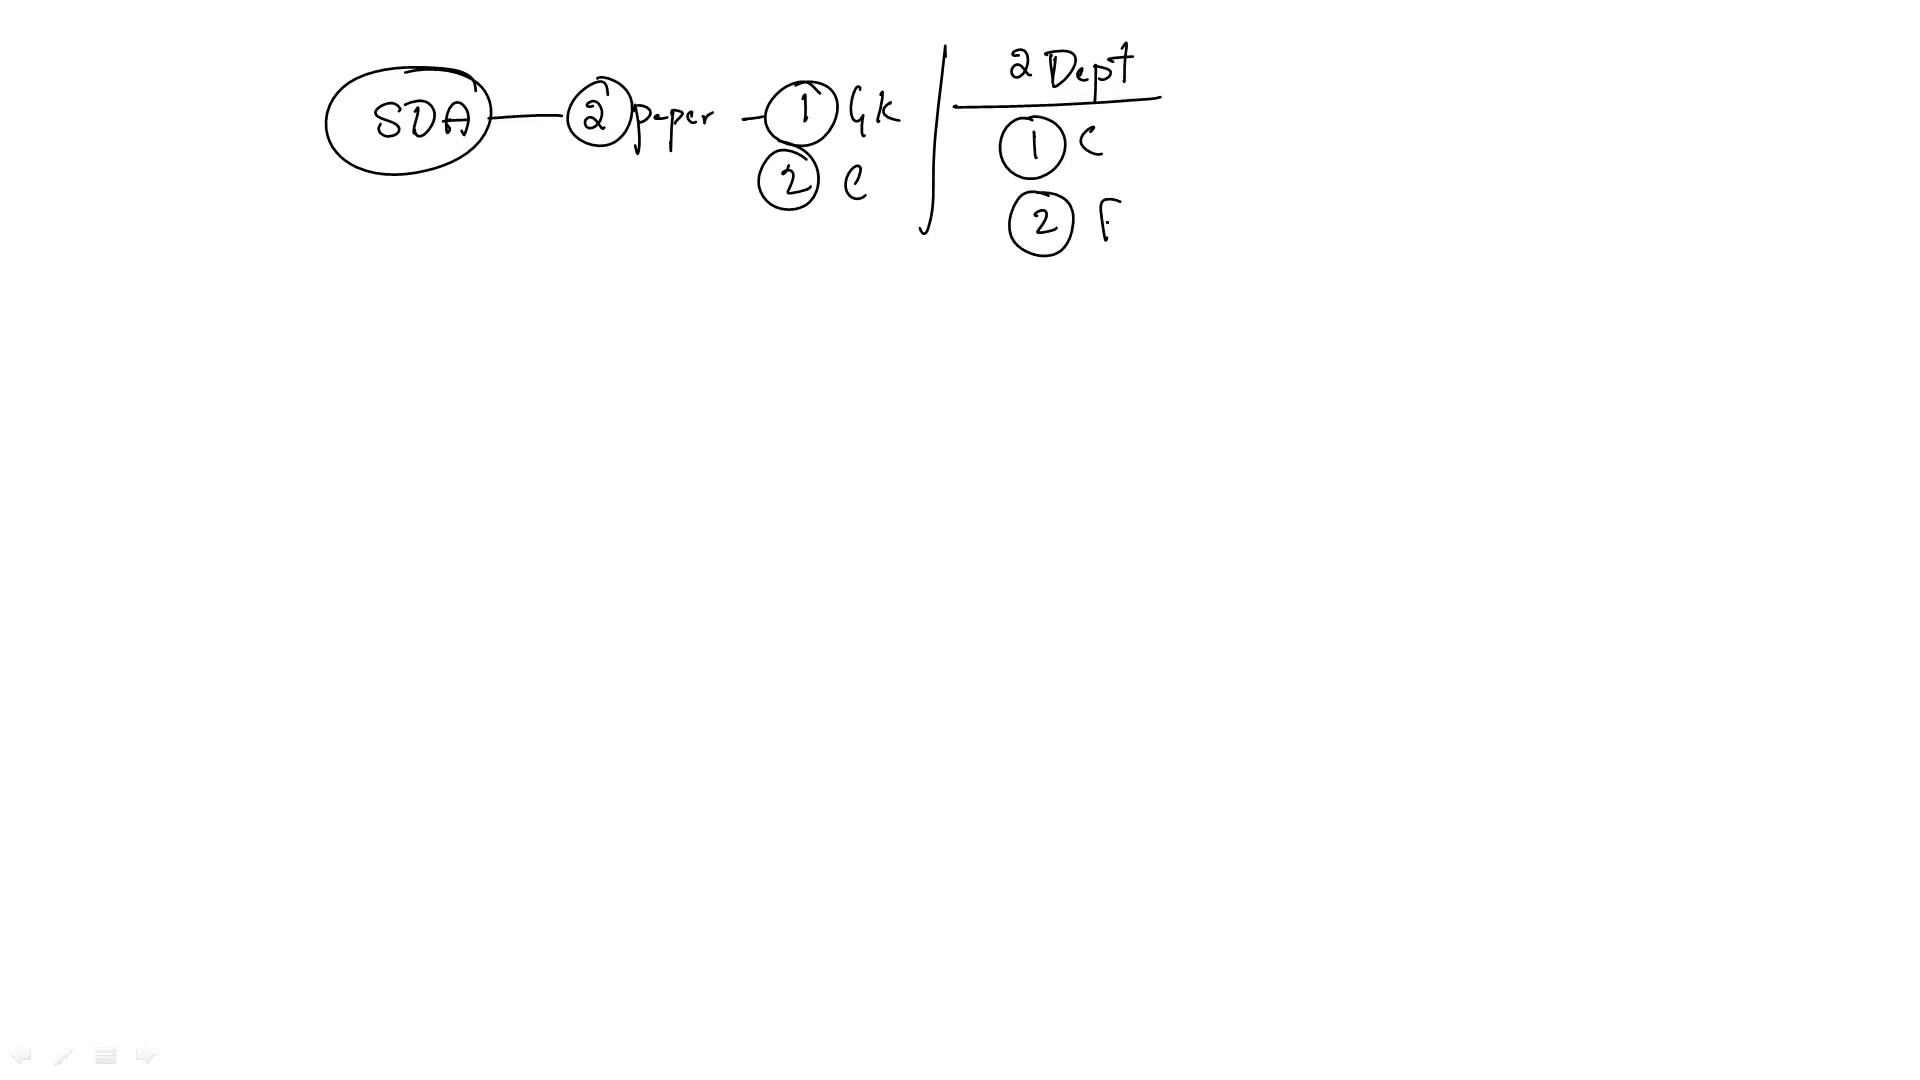 SDA — 2 paper — 1 GK
2 C
2 Dept
1 C
2 F